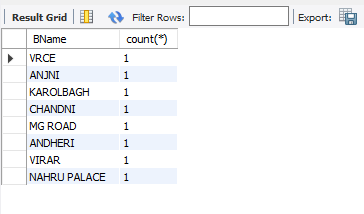 Result Grid Filter Rows: Export:
BName count(*)
VRCE 1
ANJNI 1
KAROLBAGH 1
CHANDNI 1
MG ROAD 1
ANDHERI 1
VIRAR 1
NAHRU PALACE 1